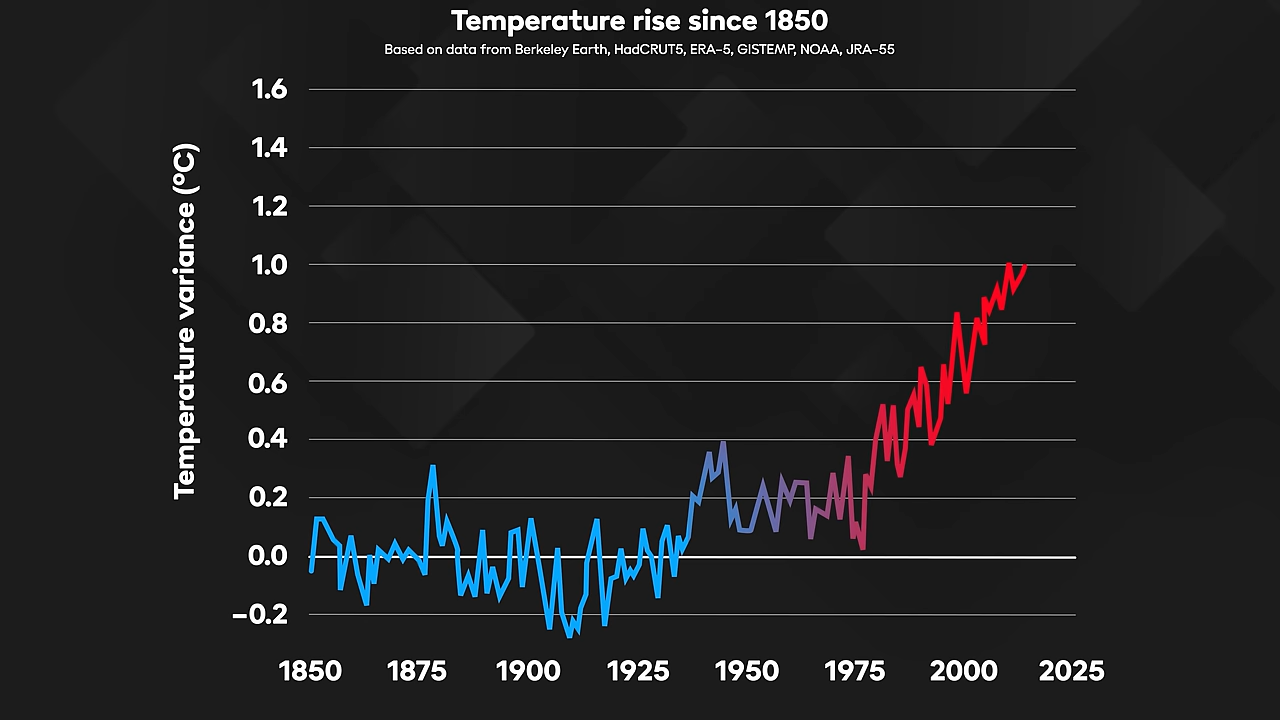 Temperature rise since 1850
Based on data from Berkeley Earth, HadCRUT5, ERA-5, GISTEMP, NOAA, JRA-55
Temperature variance (°C)
1.6
1.4
1.2
1.0
0.8
0.6
0.4
0.2
0.0
-0.2
1850 1875 1900 1925 1950 1975 2000 2025